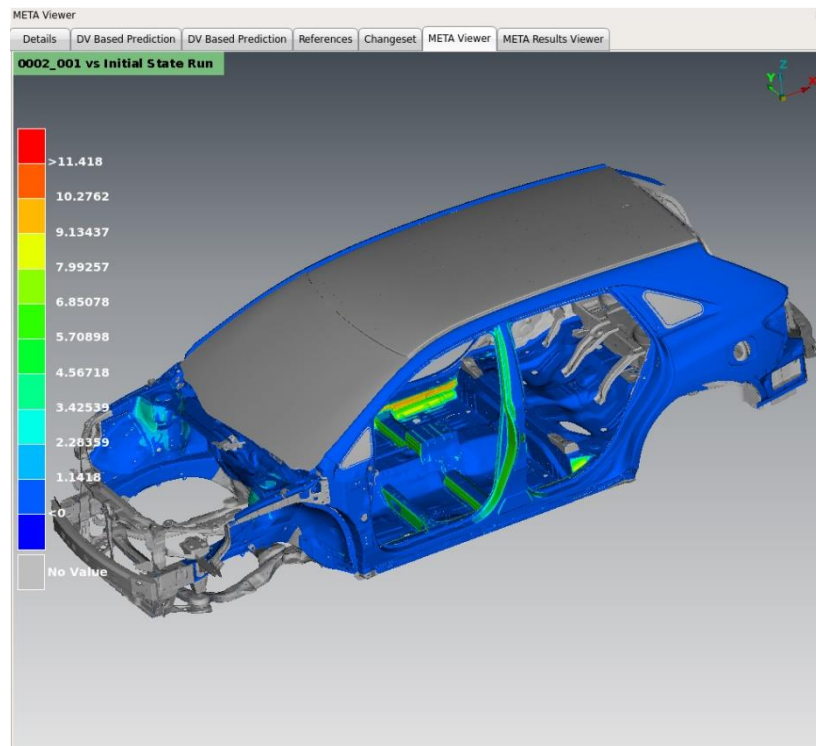 META Viewer
Details DV Based Prediction DV Based Prediction References Changeset META Viewer META Results Viewer
0002_001 vs Initial State Run
Z
Y X
>11.418
10.2762
9.13437
7.99257
6.85078
5.70898
4.56718
3.42539
2.28359
1.1418
<0
No Value